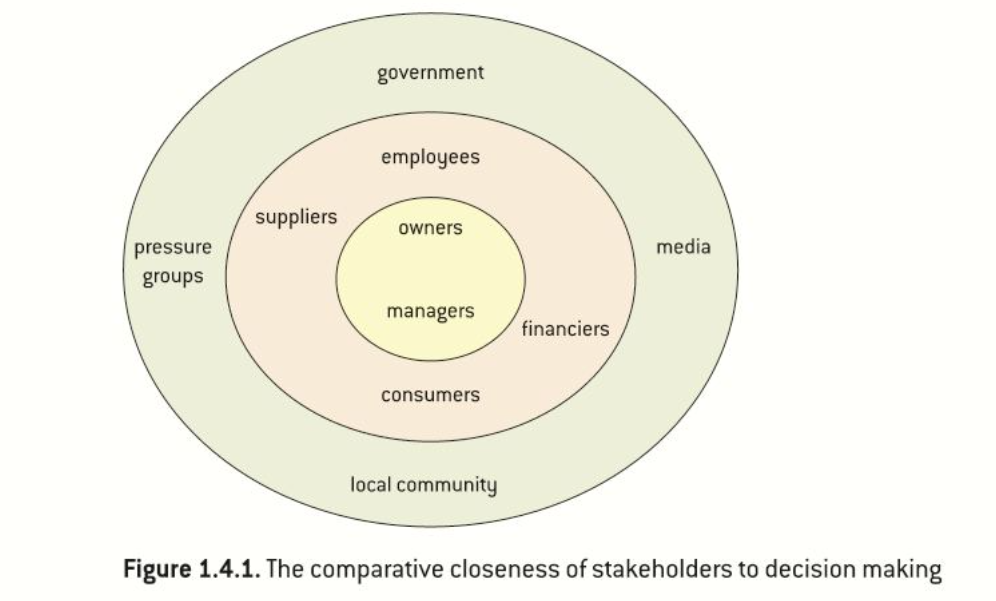 government
employees
suppliers
owners
pressure
groups
media
managers
financiers
consumers
local community
Figure 1.4.1. The comparative closeness of stakeholders to decision making